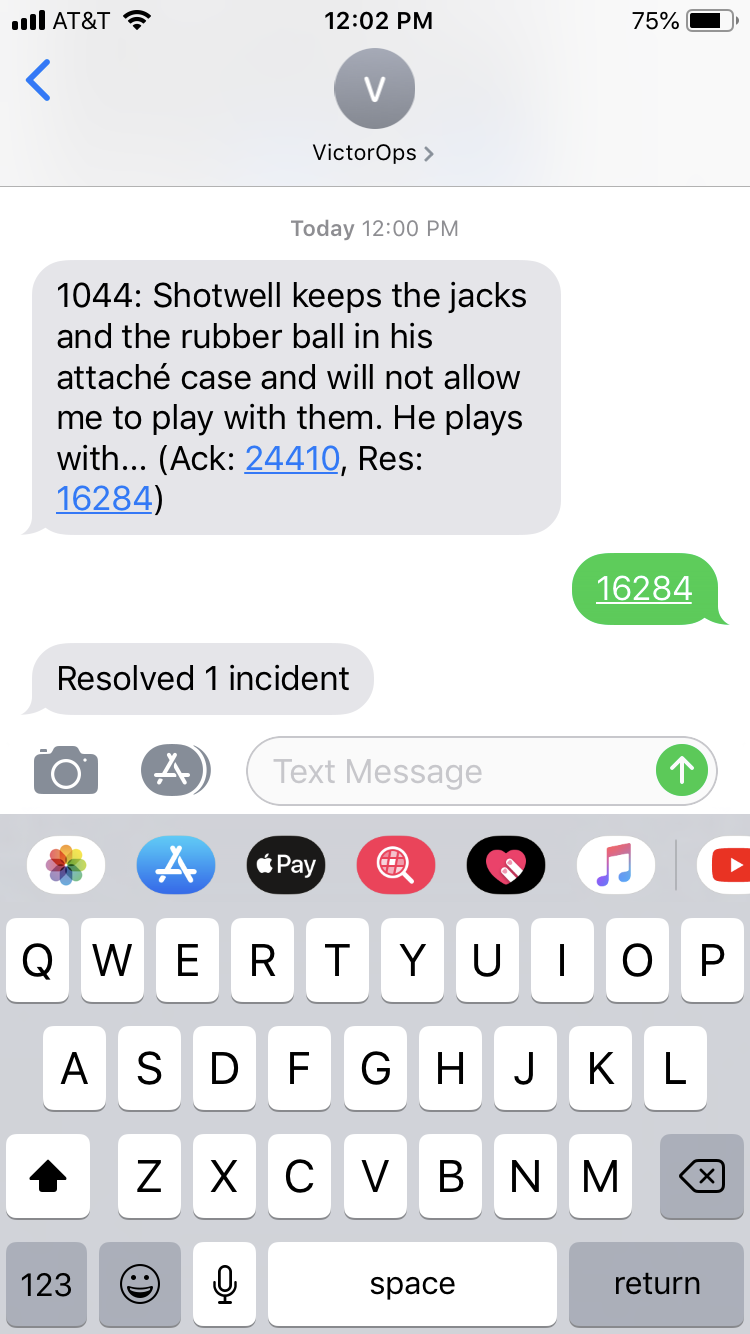 AT&T 12:02 PM 75%
V
VictorOps
Today 12:00 PM
1044: Shotwell keeps the jacks
and the rubber ball in his
attaché case and will not allow
me to play with them. He plays
with... (Ack: 24410, Res:
16284)
16284
Resolved 1 incident
Text Message
Pay
Q W E R T Y U I O P
A S D F G H J K L
Z X C V B N M
123 space return